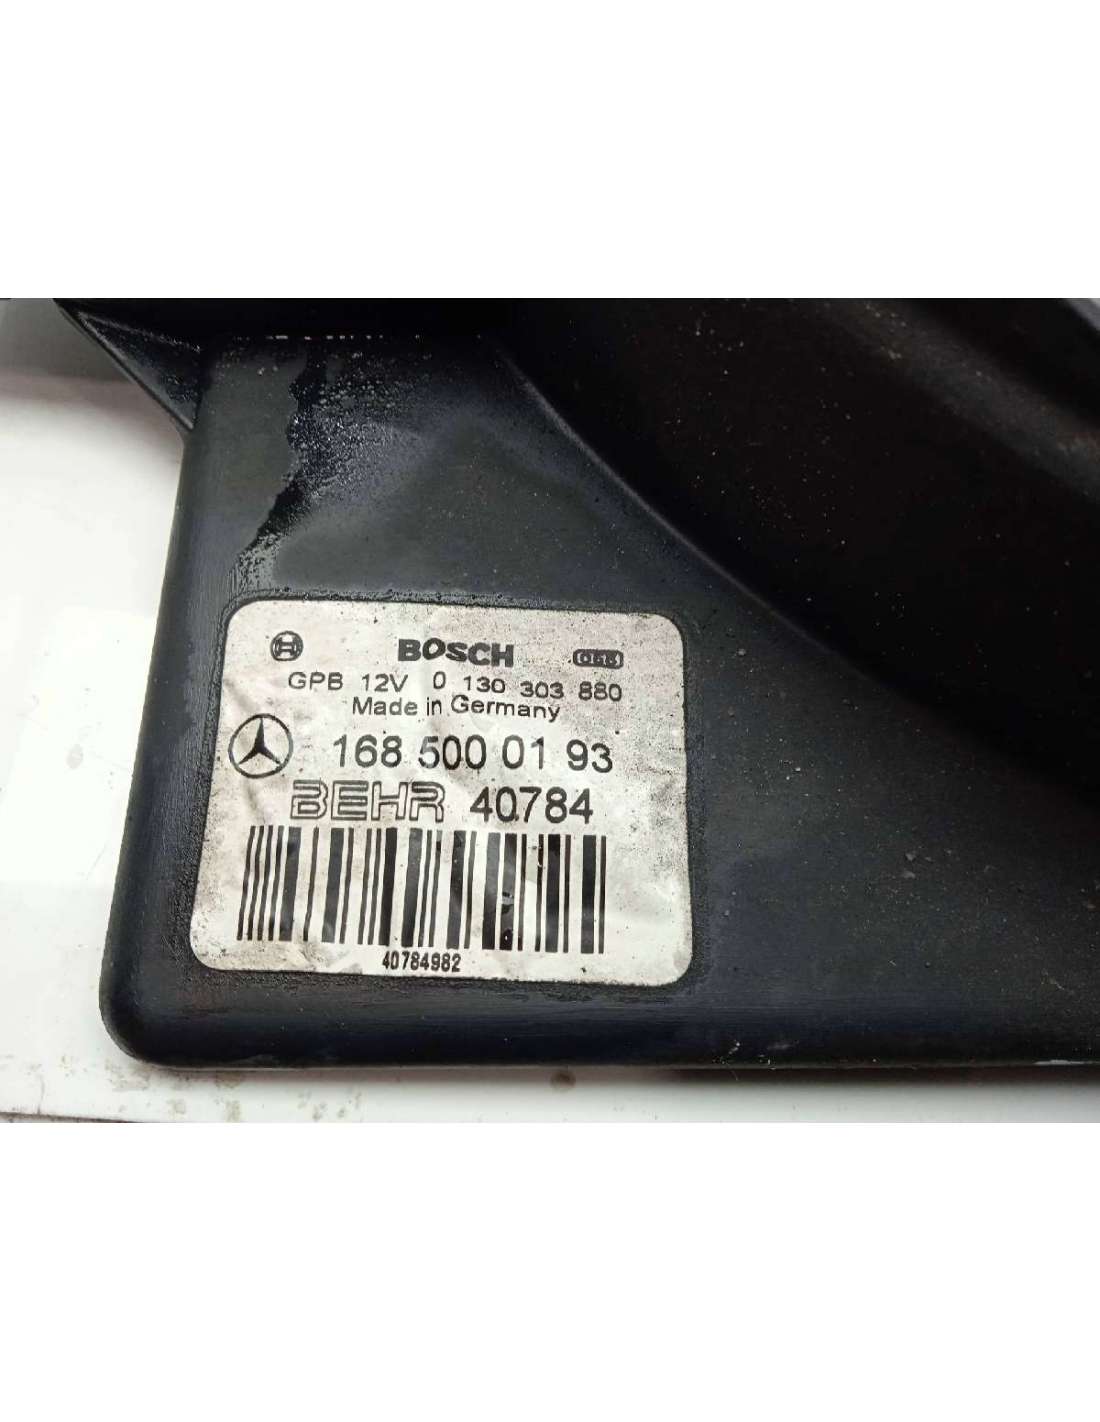 BOSCH
GPB 12V 0 130 303 880
Made in Germany
168 500 01 93
BEHR 40784
40784982